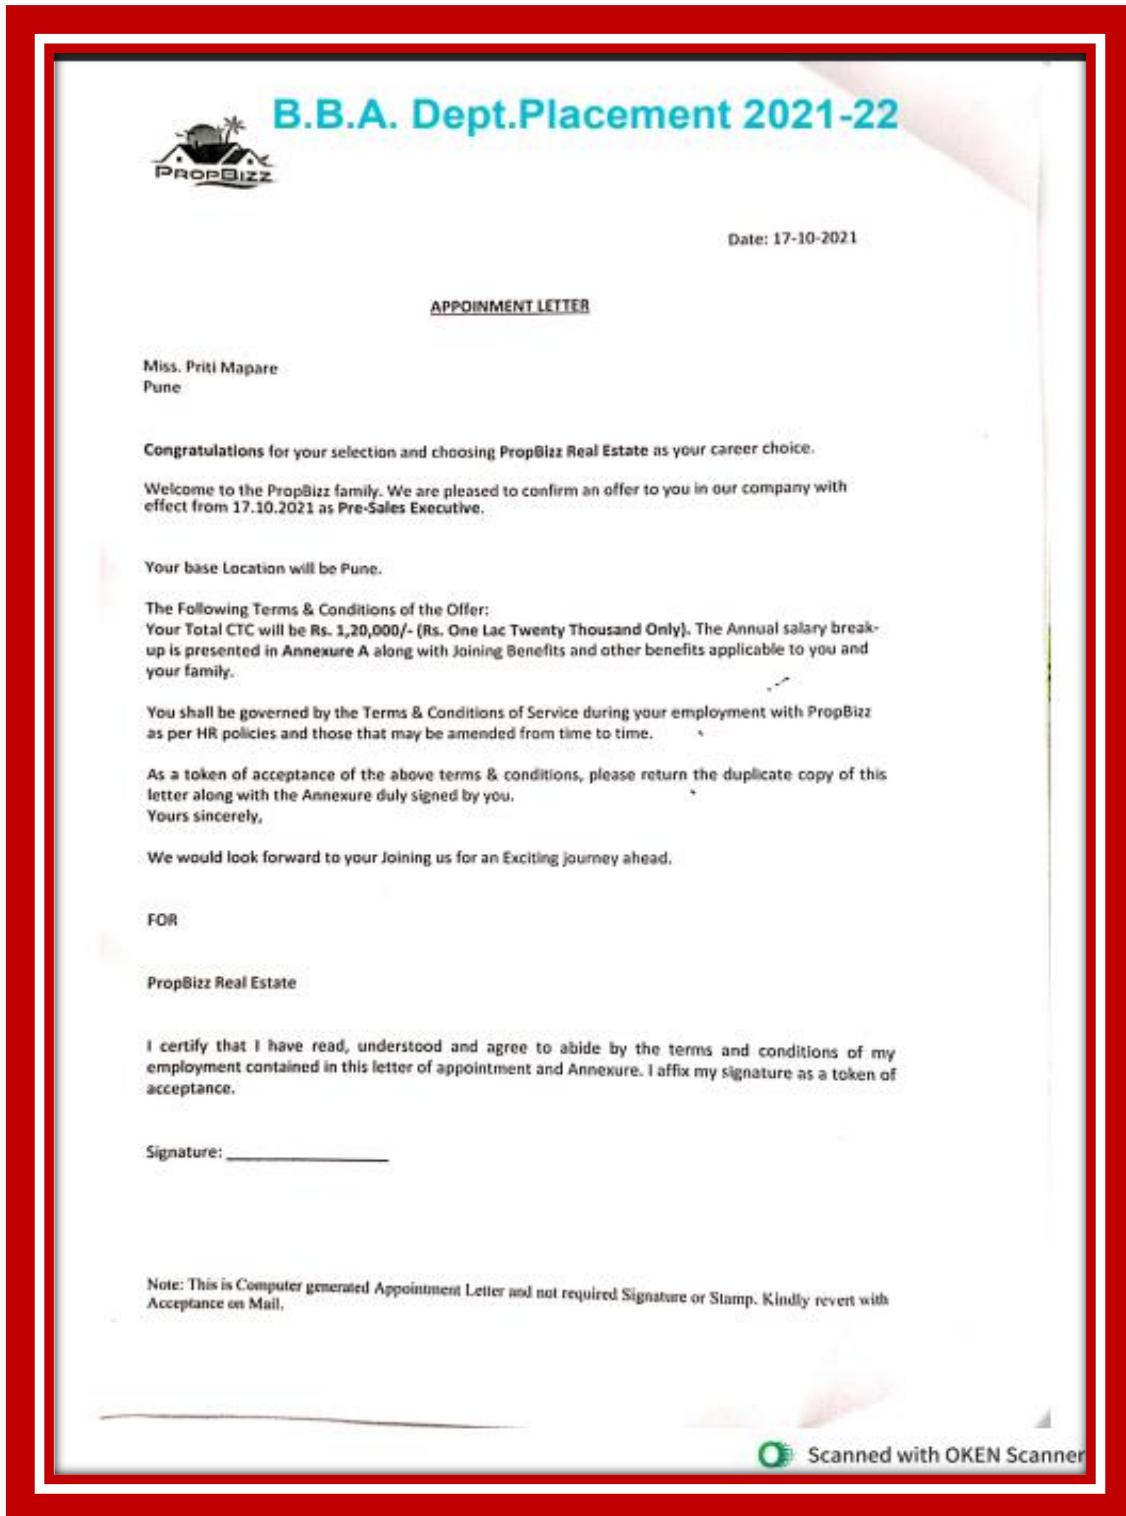 B.B.A. Dept.Placement 2021-22
PROPBIZZ
Date: 17-10-2021
APPOINMENT LETTER
Miss. Priti Mapare
Pune
Congratulations for your selection and choosing PropBizz Real Estate as your career choice.
Welcome to the PropBizz family. We are pleased to confirm an offer to you in our company with
effect from 17.10.2021 as Pre-Sales Executive.
Your base Location will be Pune.
The Following Terms & Conditions of the Offer:
Your Total CTC will be Rs. 1,20,000/- (Rs. One Lac Twenty Thousand Only). The Annual salary break-
up is presented in Annexure A along with Joining Benefits and other benefits applicable to you and
your family.
You shall be governed by the Terms & Conditions of Service during your employment with PropBizz
as per HR policies and those that may be amended from time to time.
As a token of acceptance of the above terms & conditions, please return the duplicate copy of this
letter along with the Annexure duly signed by you.
Yours sincerely,
We would look forward to your Joining us for an Exciting journey ahead.
FOR
PropBizz Real Estate
I certify that I have read, understood and agree to abide by the terms and conditions of my
employment contained in this letter of appointment and Annexure. I affix my signature as a token of
acceptance.
Signature:
Note: This is Computer generated Appointment Letter and not required Signature or Stamp. Kindly revert with
Acceptance on Mail.
Scanned with OKEN Scanner